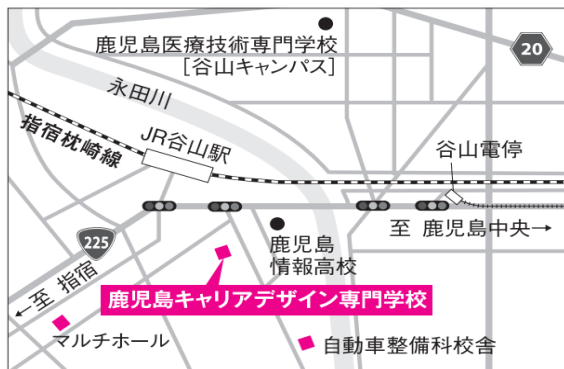 鹿児島医療技術専門学校
[谷山キャンパス]
20
永田川
指宿枕崎線
JR谷山駅
谷山電停
225
鹿児島
情報高校
至 鹿児島中央→
←至 指宿
鹿児島キャリアデザイン専門学校
マルチホール
自動車整備科校舎